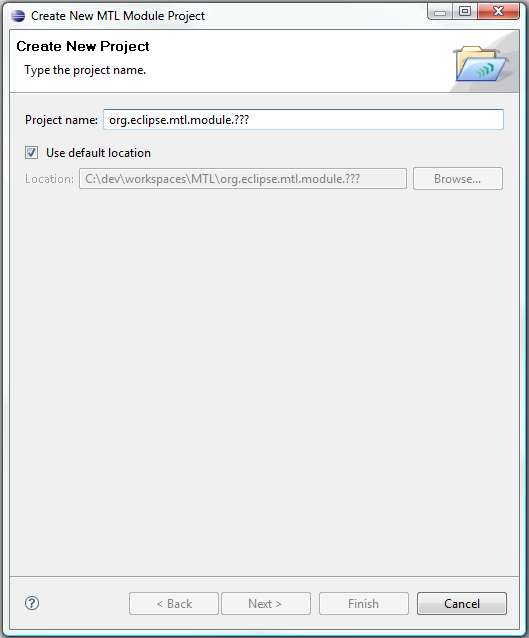 Create New MTL Module Project
Create New Project
Type the project name.
Project name: org.eclipse.mtl.module.???
Use default location
Location: C:\dev\workspaces\MTL\org.eclipse.mtl.module.??? Browse...
? < Back Next > Finish Cancel